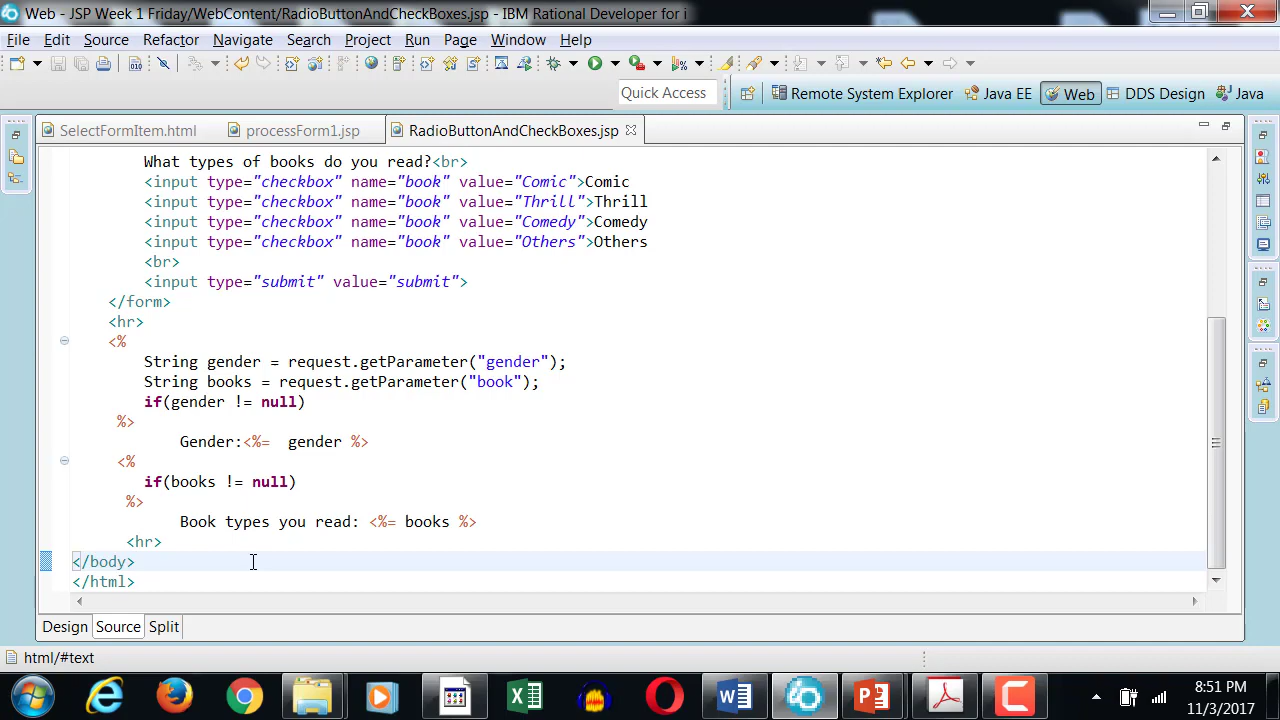 Web - JSP Week 1 Friday/WebContent/RadioButtonAndCheckBoxes.jsp - IBM Rational Developer for i
File Edit Source Refactor Navigate Search Project Run Page Window Help
Quick Access Remote System Explorer Java EE Web DDS Design Java
SelectFormItem.html processForm1.jsp RadioButtonAndCheckBoxes.jsp
What types of books do you read?<br>
<input type="checkbox" name="book" value="Comic">Comic
<input type="checkbox" name="book" value="Thrill">Thrill
<input type="checkbox" name="book" value="Comedy">Comedy
<input type="checkbox" name="book" value="Others">Others
<br>
<input type="submit" value="submit">
</form>
<hr>
<%
String gender = request.getParameter("gender");
String books = request.getParameter("book");
if(gender != null)
%>
Gender:<%=  gender %>
<%
if(books != null)
%>
Book types you read: <%= books %>
<hr>
</body>
</html>
Design Source Split
html/#text
8:51 PM
11/3/2017